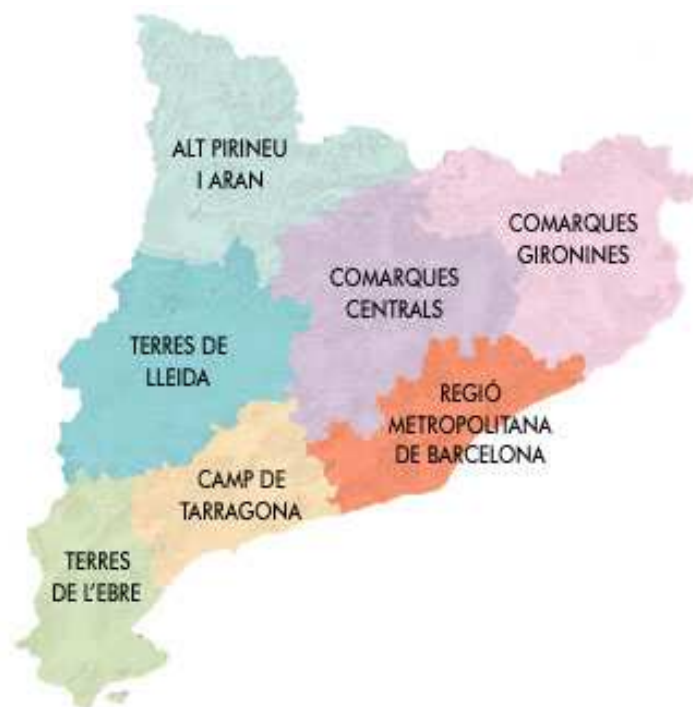 ALT PIRINEU
I ARAN
COMARQUES
GIRONINES
COMARQUES
CENTRALS
TERRES DE
LLEIDA
REGIÓ
METROPOLITANA
DE BARCELONA
CAMP DE
TARRAGONA
TERRES
DE L'EBRE